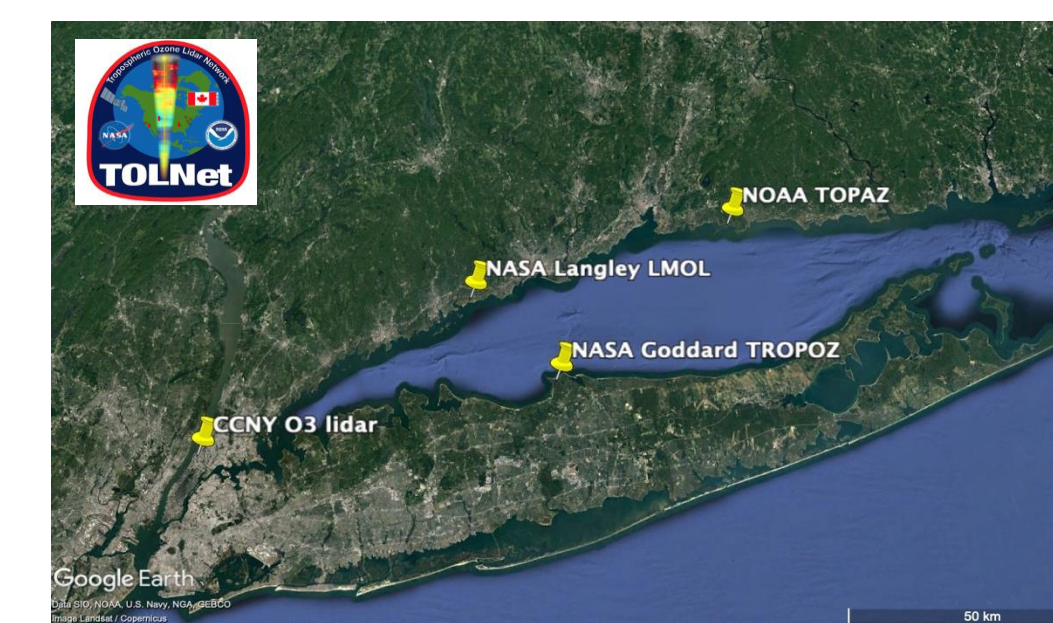 Tropospheric Ozone Lidar Network
NASA
NOAA
TOLNet
NOAA TOPAZ
NASA Langley LMOL
NASA Goddard TROPOZ
CCNY O3 lidar
Google Earth
Data SIO, NOAA, U.S. Navy, NGA, GEBCO
Image Landsat / Copernicus
50 km